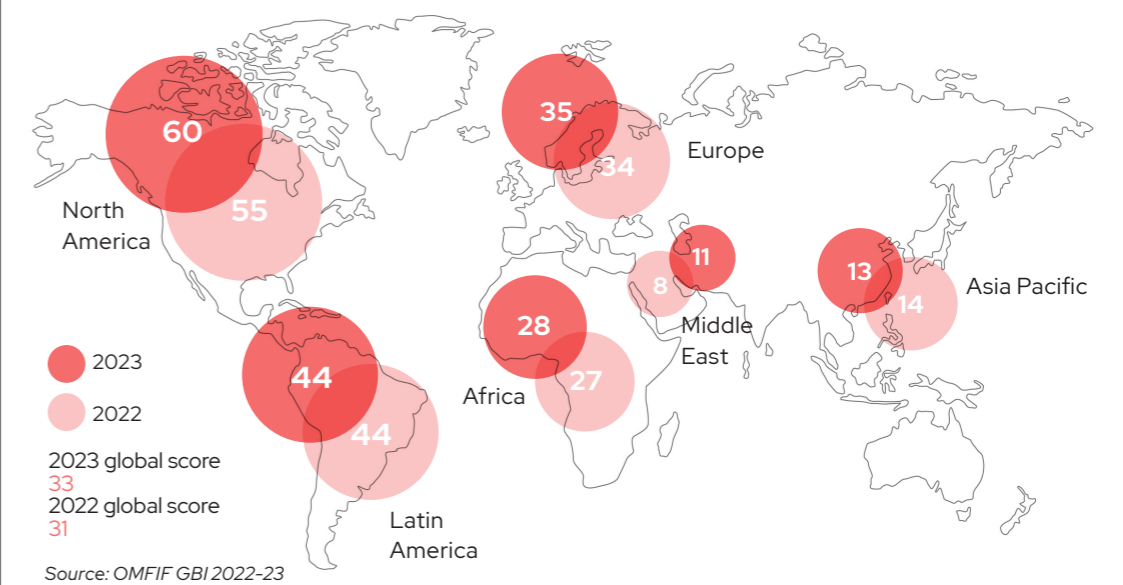 60
55
North
America
35
34
Europe
11
8
Middle
East
13
14
Asia Pacific
28
27
Africa
44
44
Latin
America
2023
2022
2023 global score
33
2022 global score
31
Source: OMFIF GBI 2022-23